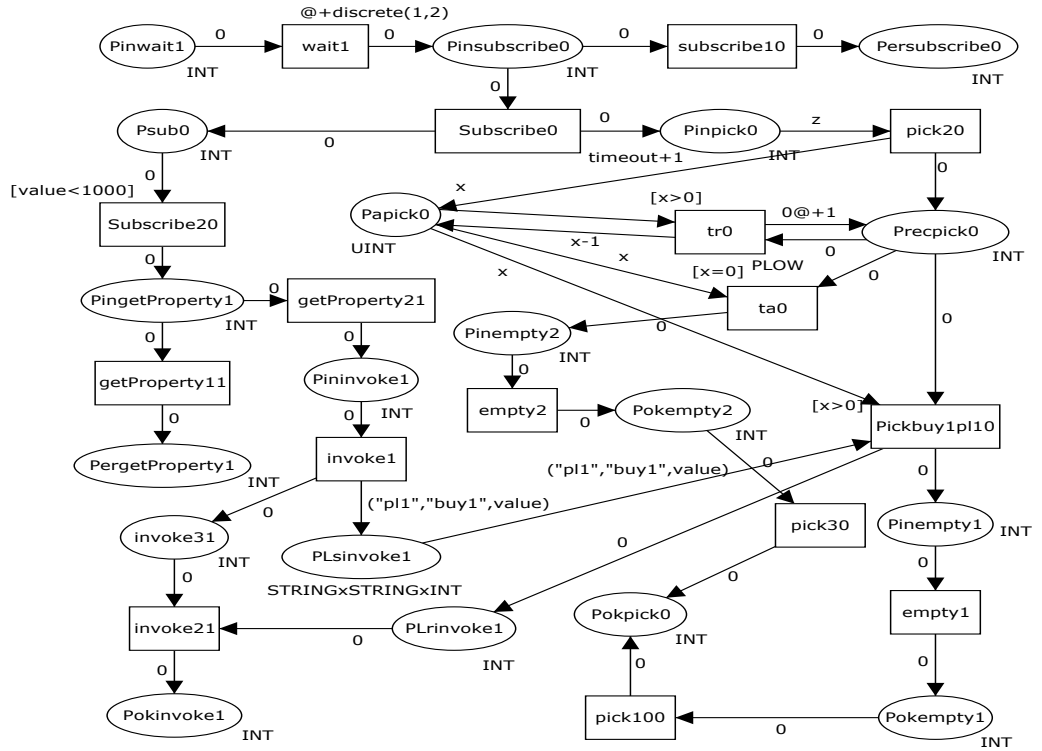 @+discrete(1,2)
Pinwait1 0 wait1 0 Pinsubscribe0 0 subscribe10 0 Persubscribe0
INT INT INT
0
Psub0 0 Subscribe0 0 Pinpick0 z pick20
INT INT
timeout+1
0 0
[value<1000] x [x>0]
Subscribe20 Papick0 tr0 0@+1 Precpick0
UINT x-1 PLOW 0 INT
0 x x [x=0] 0
PingetProperty1 0 getProperty21 ta0
INT 0
0 0 Pinempty2 0
INT
getProperty11 Pininvoke1 0
INT
0 0 empty2 0 Pokempty2 [x>0] Pickbuy1pl10
INT
PergetProperty1 invoke1 ("pl1","buy1",value) 0 0
INT
0 ("pl1","buy1",value)
invoke31 PLsinvoke1 0 pick30 Pinempty1
INT INT
STRINGxSTRINGxINT
0 0 0
invoke21 0 PLrinvoke1 Pokpick0 empty1
INT INT
0 0 0
Pokinvoke1 pick100 0 Pokempty1
INT INT